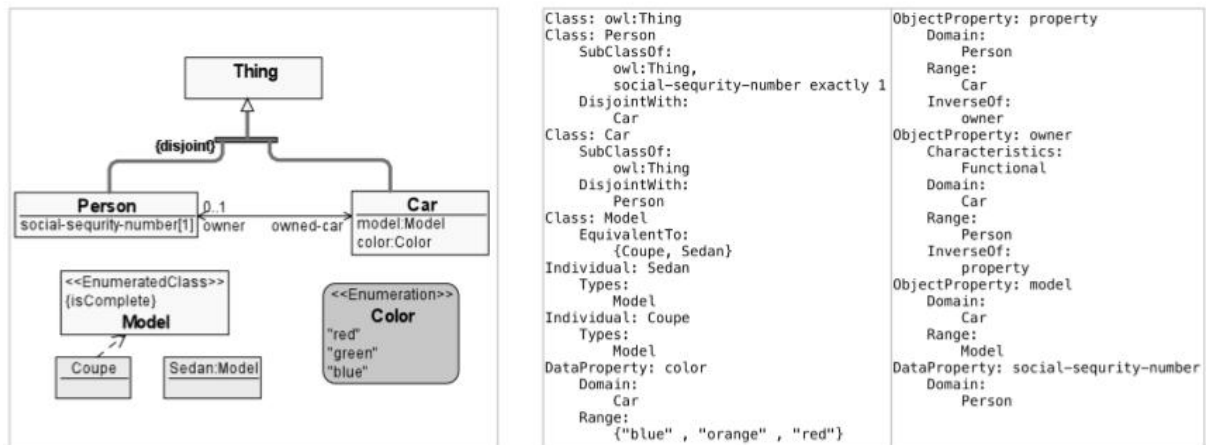 Thing
{disjoint}
Person
social-sequrity-number[1]
0..1
owner
owned-car
Car
model:Model
color:Color
<<EnumeratedClass>>
{isComplete}
Model
Coupe
Sedan:Model
<<Enumeration>>
Color
"red"
"green"
"blue"
Class: owl:Thing
Class: Person
SubClassOf:
owl:Thing,
social-sequrity-number exactly 1
DisjointWith:
Car
Class: Car
SubClassOf:
owl:Thing
DisjointWith:
Person
Class: Model
EquivalentTo:
{Coupe, Sedan}
Individual: Sedan
Types:
Model
Individual: Coupe
Types:
Model
DataProperty: color
Domain:
Car
Range:
{"blue" , "orange" , "red"}
ObjectProperty: property
Domain:
Person
Range:
Car
InverseOf:
owner
ObjectProperty: owner
Characteristics:
Functional
Domain:
Car
Range:
Person
InverseOf:
property
ObjectProperty: model
Domain:
Car
Range:
Model
DataProperty: social-sequrity-number
Domain:
Person